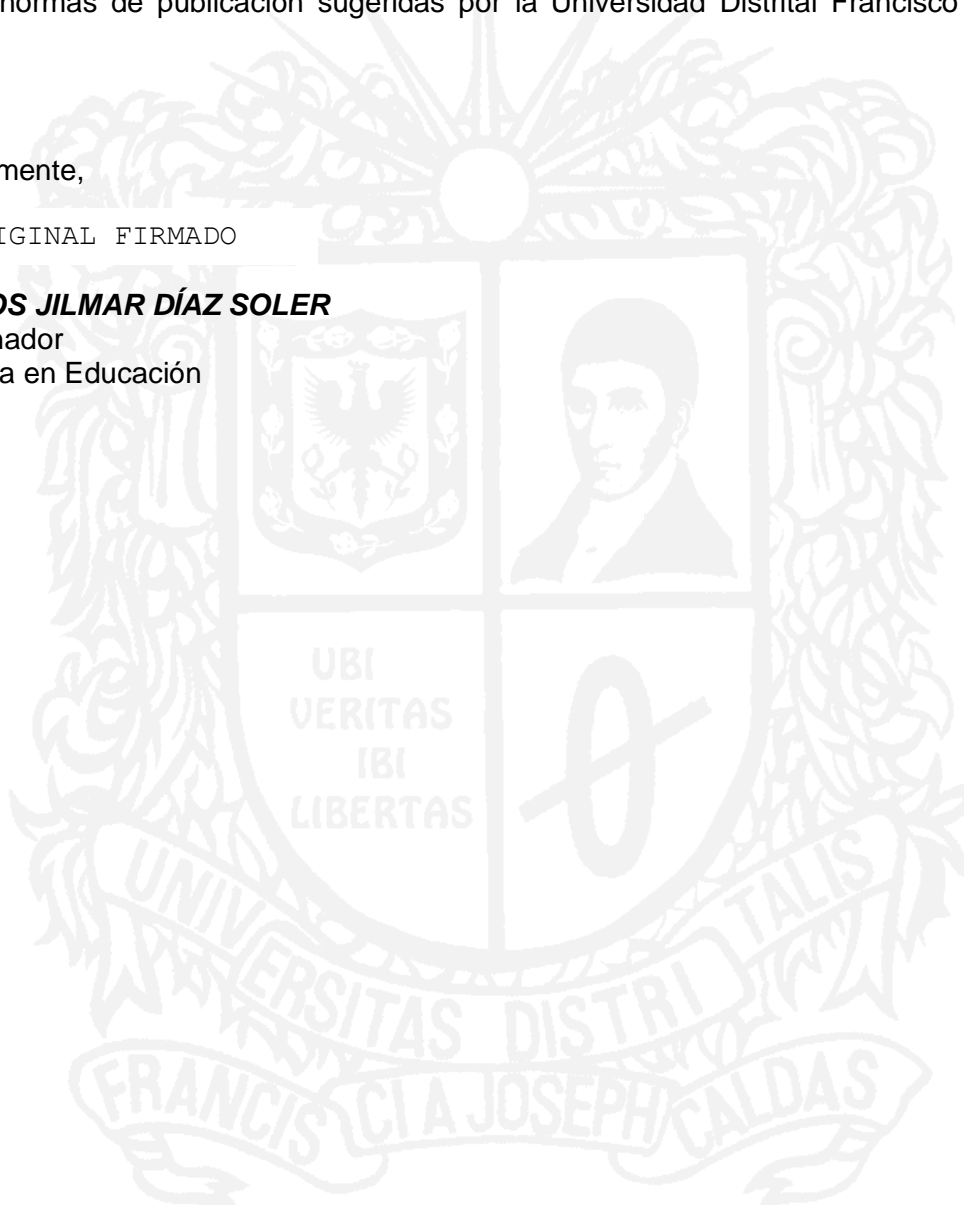 normas de publicación sugeridas por la Universidad Distrital Francisco
mente,
IGINAL FIRMADO
OS JILMAR DÍAZ SOLER
nador
a en Educación
UBI
VERITAS
IBI
LIBERTAS
UNIVERSITAS DISTRITALIS
FRANCISCI A JOSEPH CALDAS